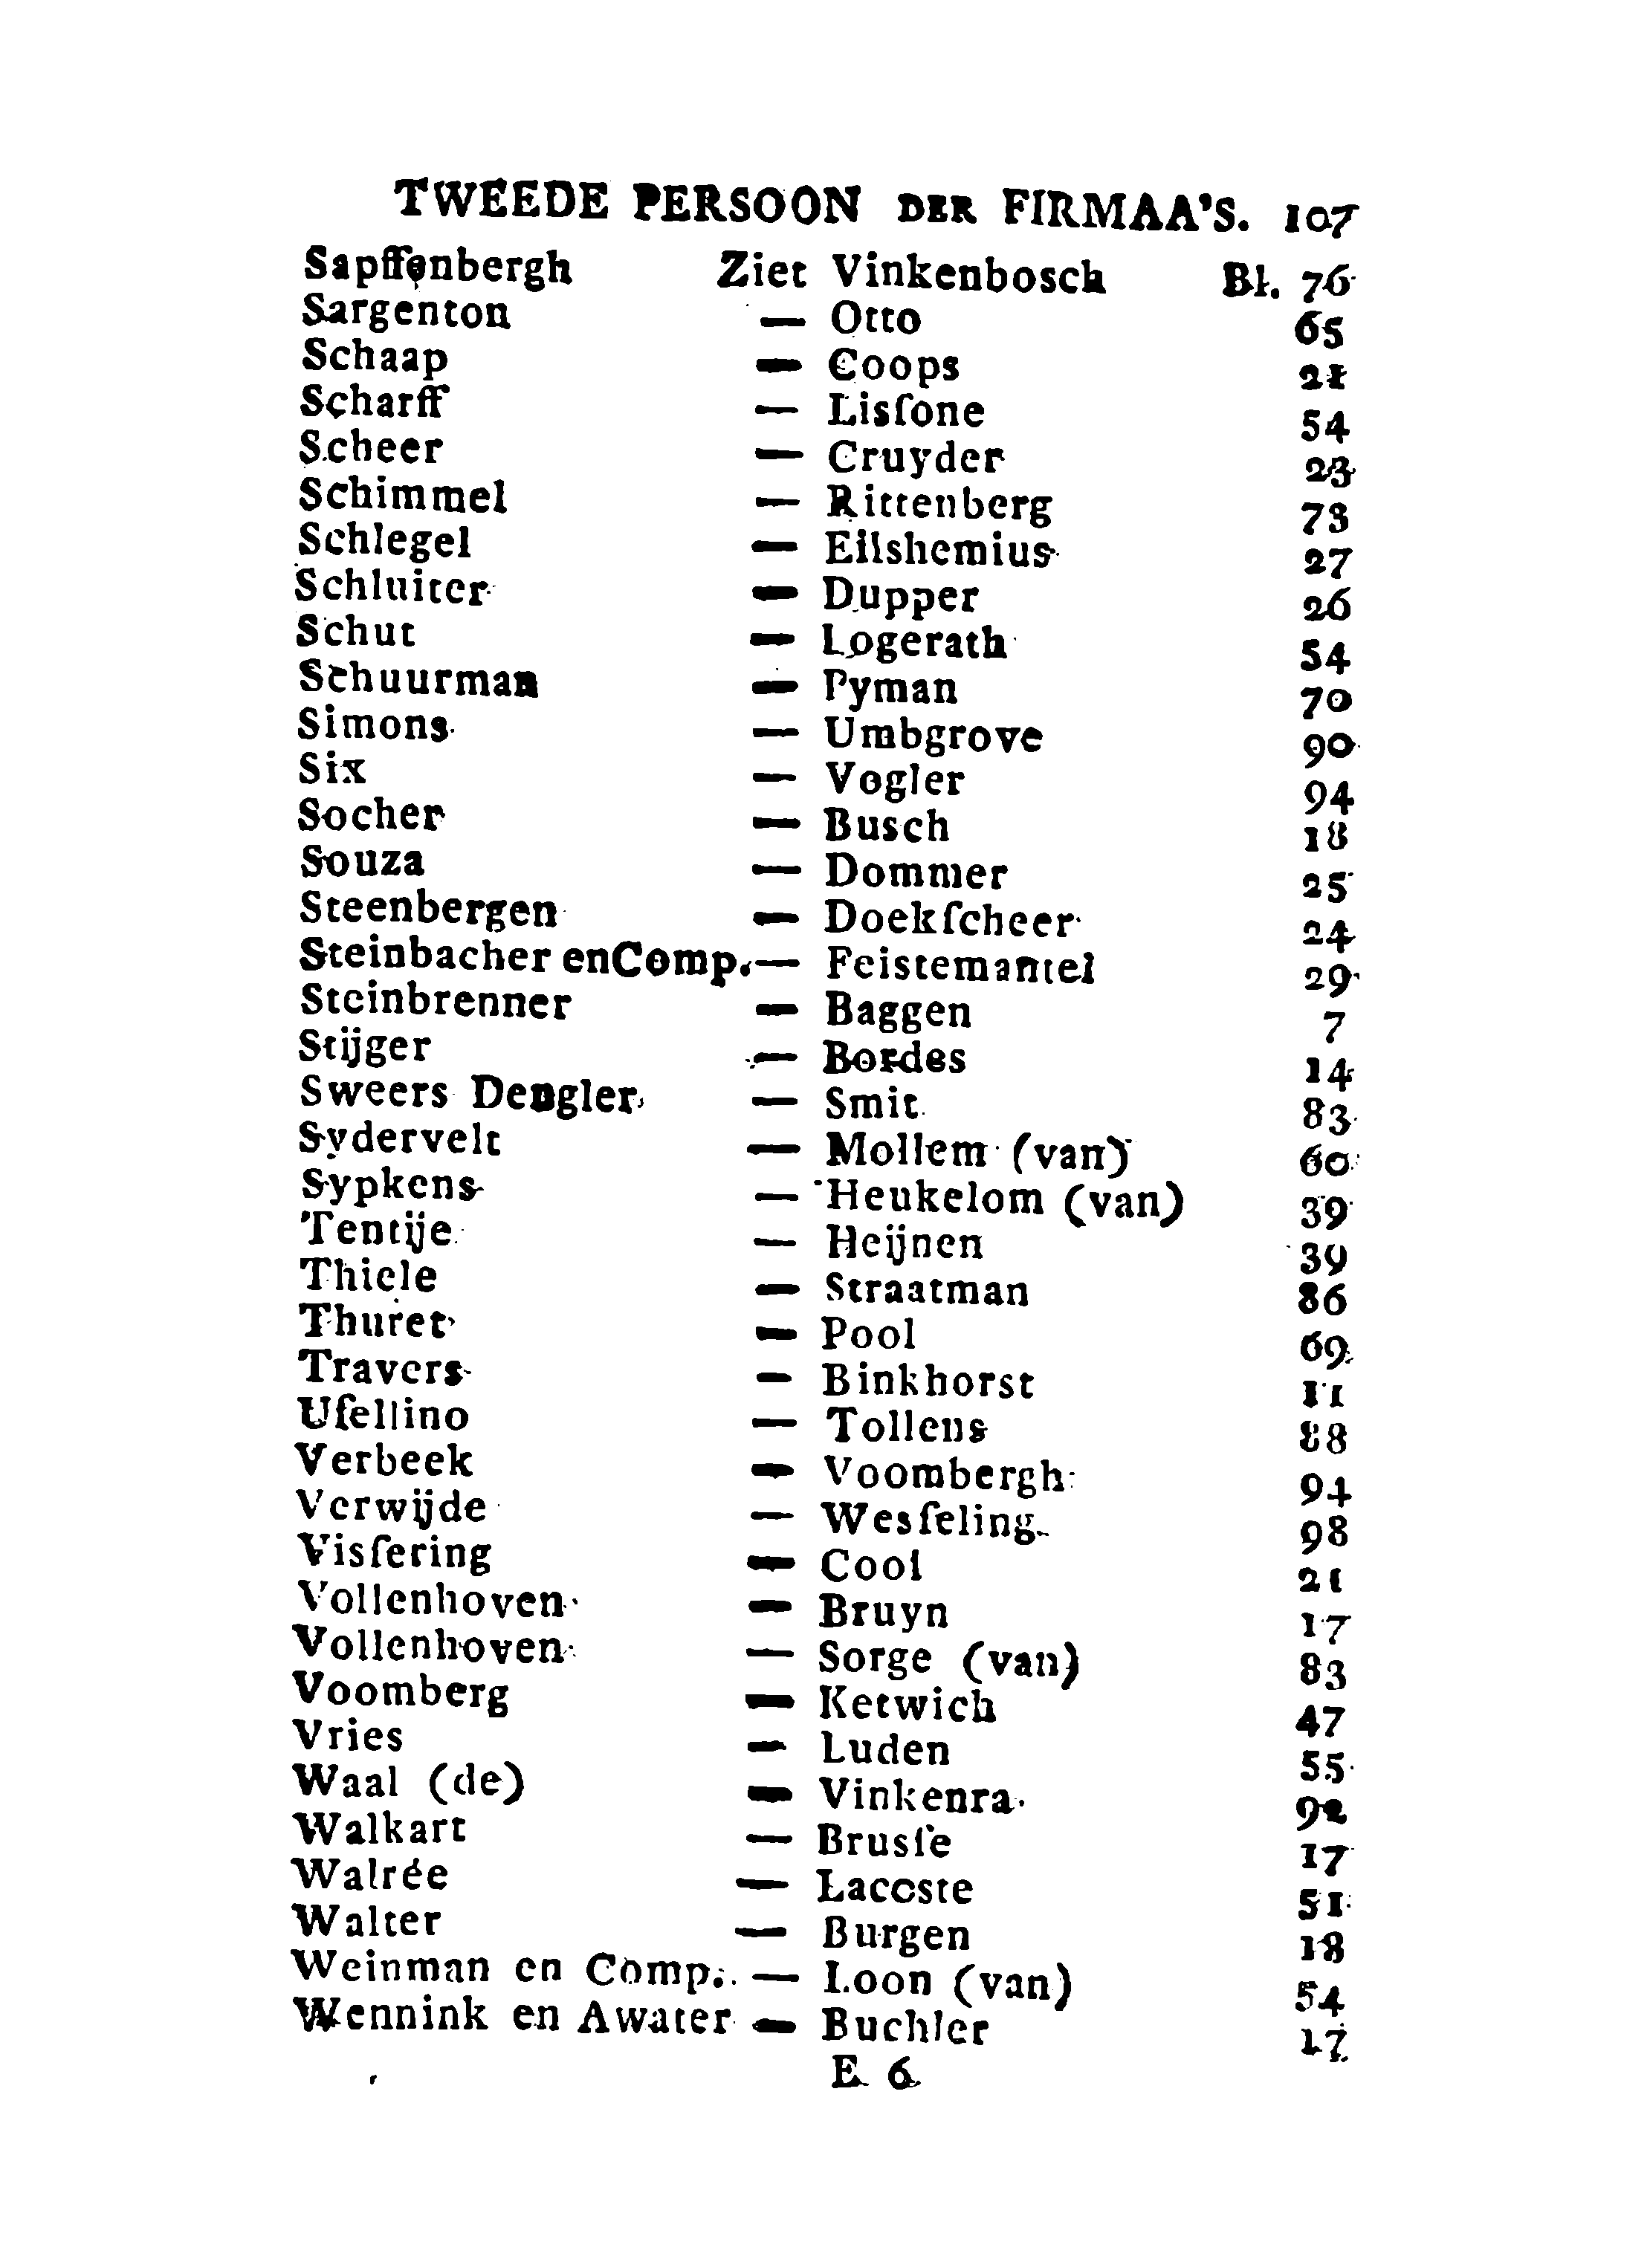 TWEEDE PERSOON DER FIRMAA'S. 107
Sapffenbergh Ziet Vinkenbosch Bl. 76
Sargenton — Otto 65
Schaap — Coops 21
Scharff — Lisſone 54
Scheer — Cruyder 23
Schimmel — Rittenberg 73
Schlegel — Eilshemius 27
Schluiter — Dupper 26
Schut — Logerath 54
Schuurman — Pyman 70
Simons — Umbgrove 90
Six — Vogler 94
Socher — Busch 18
Souza — Dommer 25
Steenbergen — Doekſcheer 24
Steinbacher enComp. — Feistemantel 29
Steinbrenner — Baggen 7
Stijger — Bordes 14
Sweers Dengler — Smit 83
Sydervelt — Mollem (van) 60
Sypkens — Heukelom (van) 39
Tentije — Heijnen 39
Thiele — Straatman 86
Thuret — Pool 69
Travers — Binkhorst 11
Uſellino — Tollens 88
Verbeek — Voombergh 94
Verwijde — Wesſeling 98
Visſering — Cool 21
Vollenhoven — Bruyn 17
Vollenhoven — Sorge (van) 83
Voomberg — Ketwich 47
Vries — Luden 55
Waal (de) — Vinkenra 92
Walkart — Brusſe 17
Walrée — Lacoste 51
Walter — Burgen 18
Weinman en Comp. — Loon (van) 54
Wennink en Awater — Buchler 17
E 6